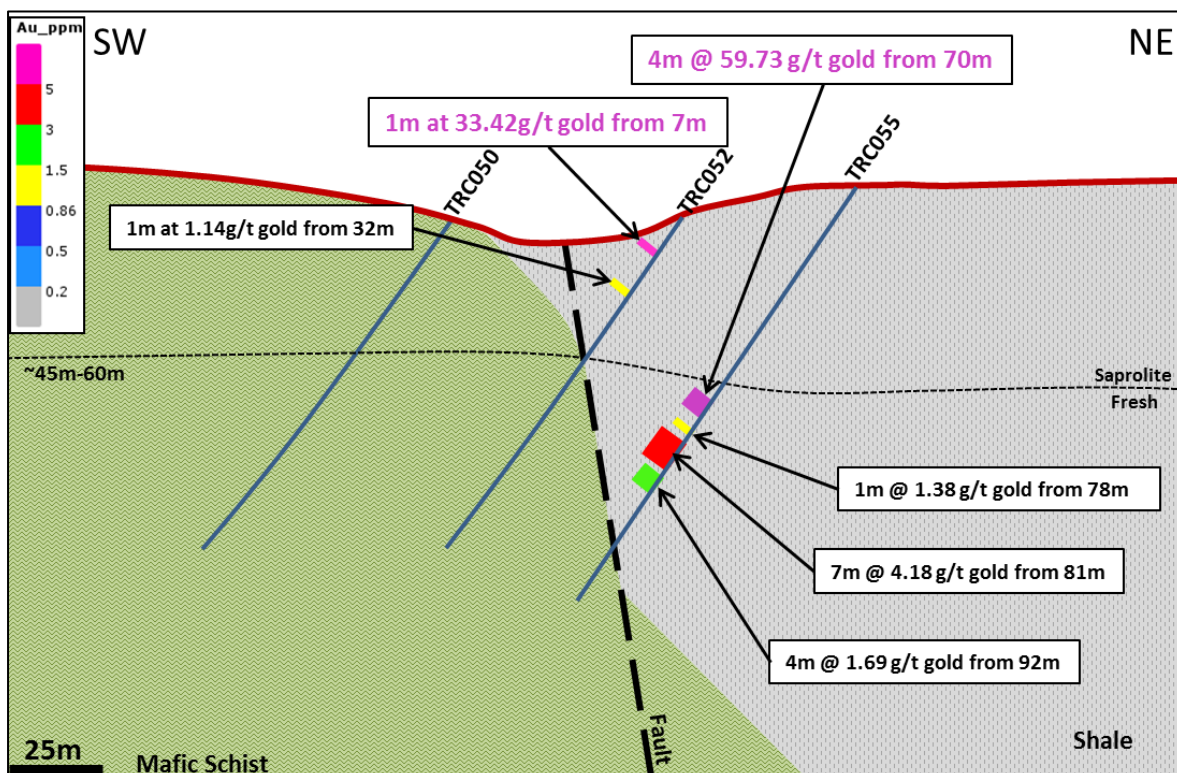 Au_ppm
5
3
1.5
0.86
0.5
0.2
SW
NE
4m @ 59.73 g/t gold from 70m
1m at 33.42g/t gold from 7m
1m at 1.14g/t gold from 32m
TRC050
TRC052
TRC055
~45m-60m
Saprolite
Fresh
1m @ 1.38 g/t gold from 78m
7m @ 4.18 g/t gold from 81m
4m @ 1.69 g/t gold from 92m
Fault
25m
Mafic Schist
Shale